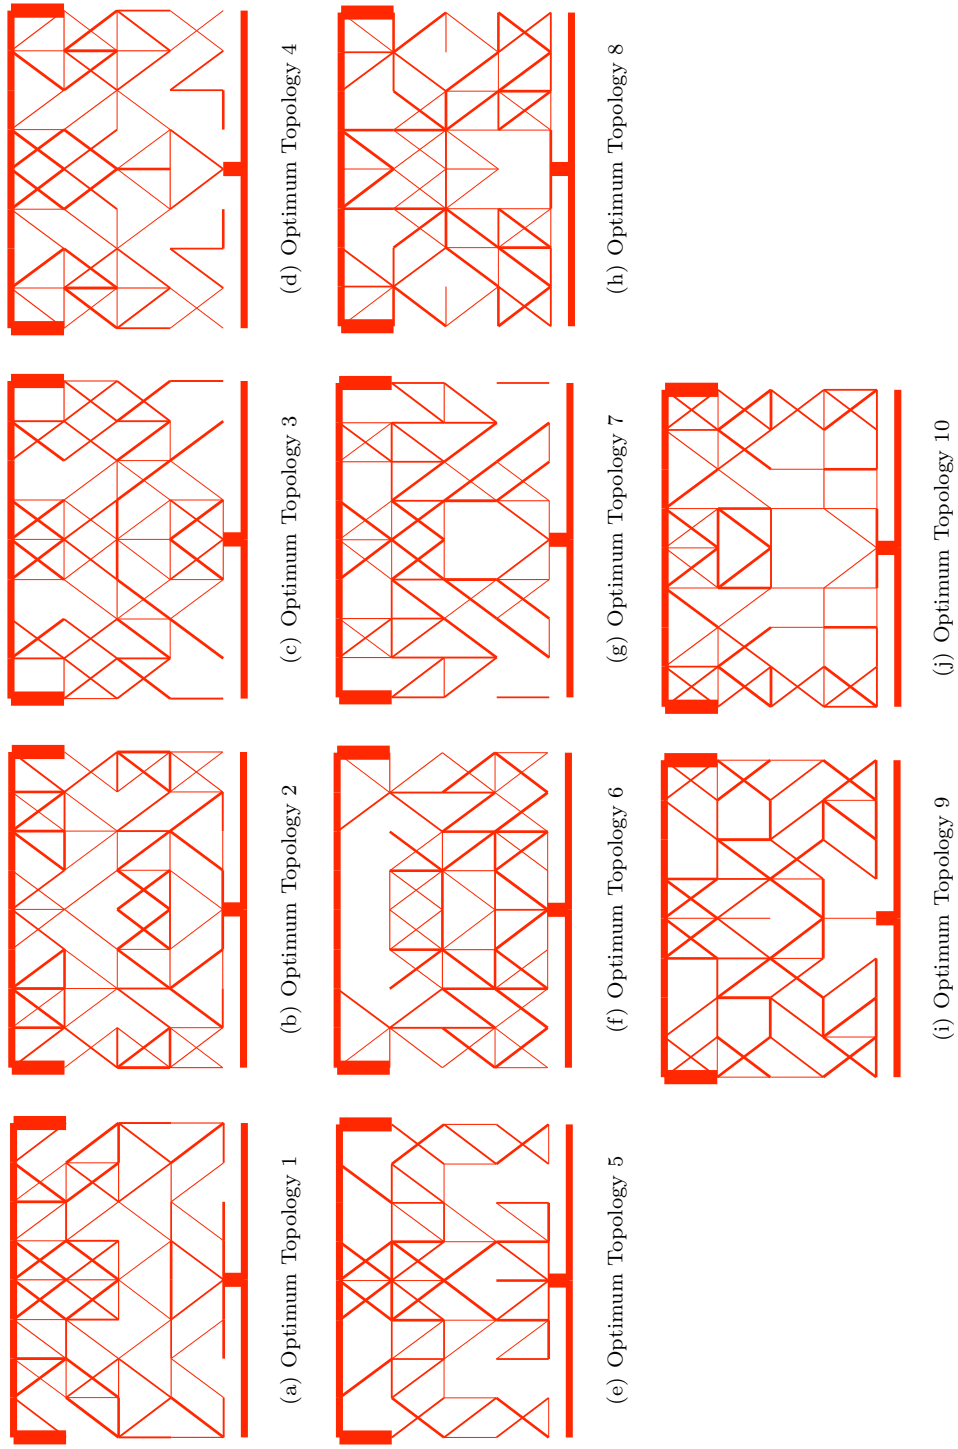 (a) Optimum Topology 1
(b) Optimum Topology 2
(c) Optimum Topology 3
(d) Optimum Topology 4
(e) Optimum Topology 5
(f) Optimum Topology 6
(g) Optimum Topology 7
(h) Optimum Topology 8
(i) Optimum Topology 9
(j) Optimum Topology 10